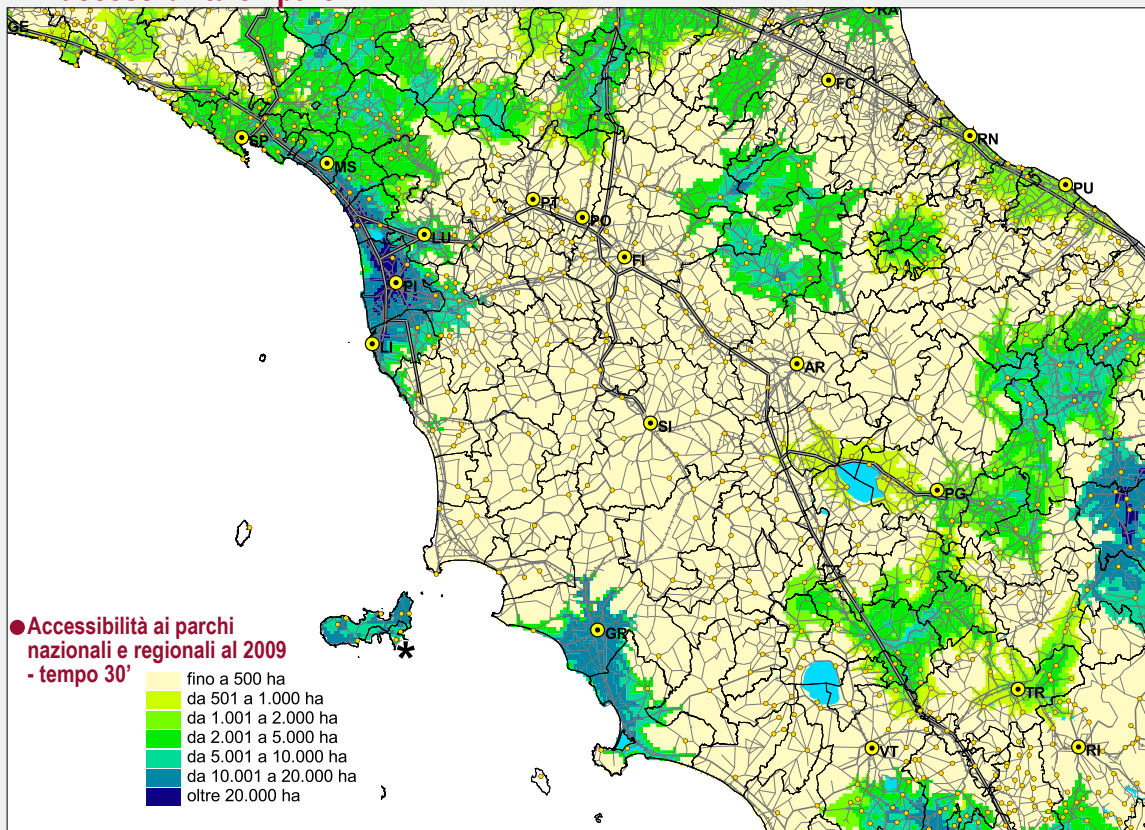 GE
RA
FC
SP
RN
MS
PU
PT
PO
LU
FI
PI
LI
AR
SI
PG
Accessibilità ai parchi
nazionali e regionali al 2009
- tempo 30’
*
GR
fino a 500 ha
da 501 a 1.000 ha
da 1.001 a 2.000 ha
da 2.001 a 5.000 ha
da 5.001 a 10.000 ha
da 10.001 a 20.000 ha
oltre 20.000 ha
TR
VT
RI